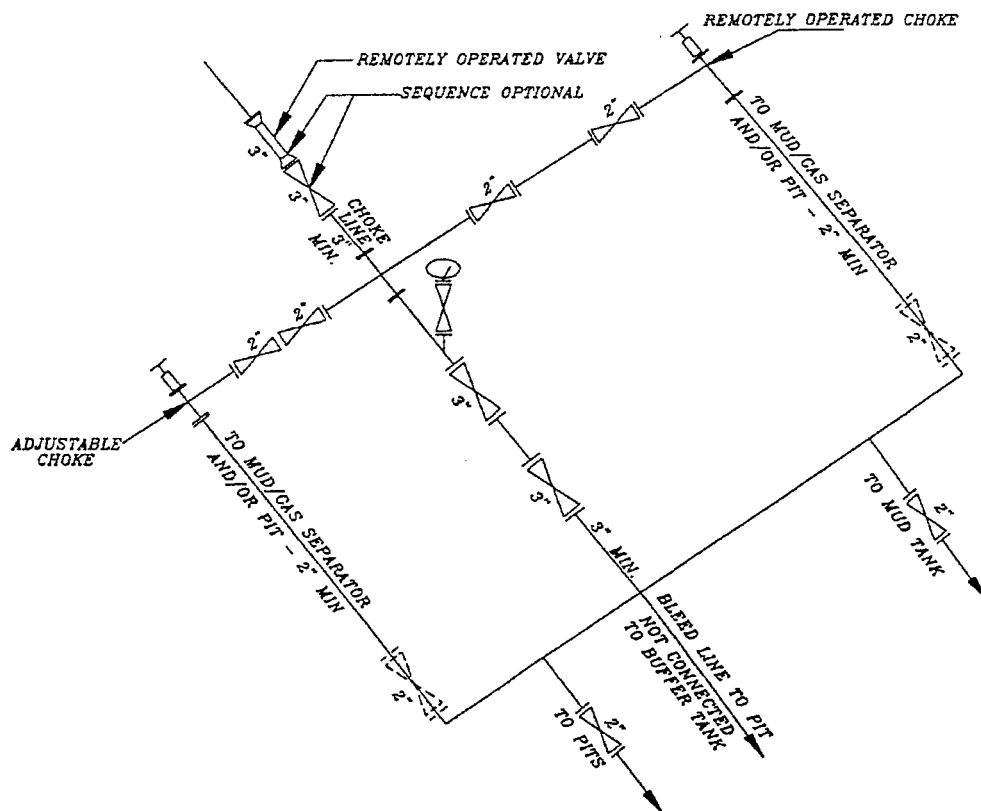 REMOTELY OPERATED CHOKE
REMOTELY OPERATED VALVE
SEQUENCE OPTIONAL
3"
3"
CHOKE
LINE
3"
MIN.
2"
2"
TO MUD/GAS SEPARATOR
AND/OR PIT - 2" MIN
2"
2"
2"
3"
3"
3" MIN.
ADJUSTABLE
CHOKE
TO MUD/GAS SEPARATOR
AND/OR PIT - 2" MIN
2"
2"
TO MUD TANK
BLEED LINE TO PIT
NOT CONNECTED
TO BUFFER TANK
2"
TO PITS